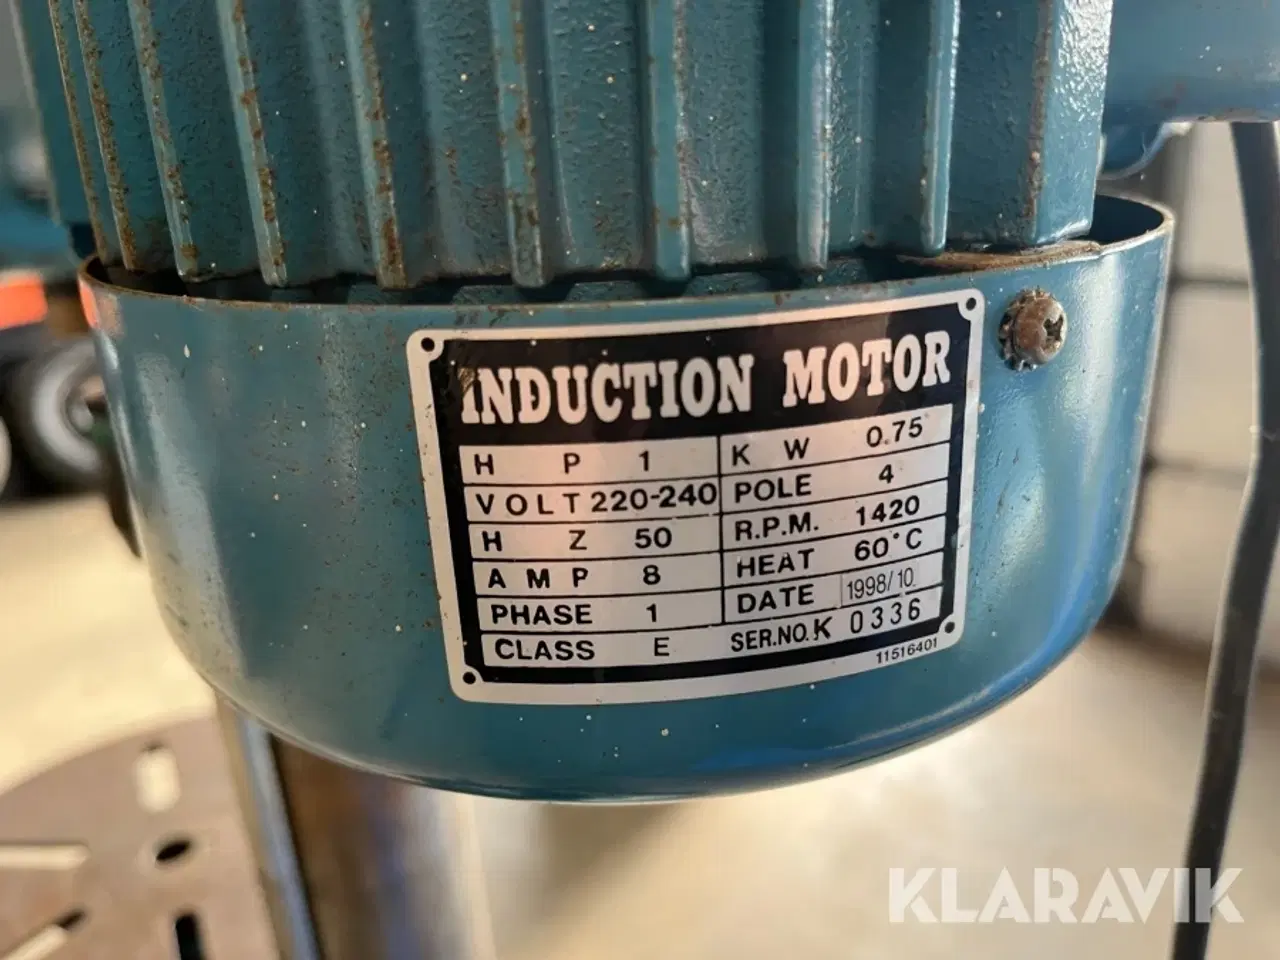 INDUCTION MOTOR
H P 1 K W 0.75
VOLT 220-240 POLE 4
H Z 50 R.P.M. 1420
A M P 8 HEAT 60°C
PHASE 1 DATE 1998/10
CLASS E SER.NO. K 0336
11516401
KLARAVIK